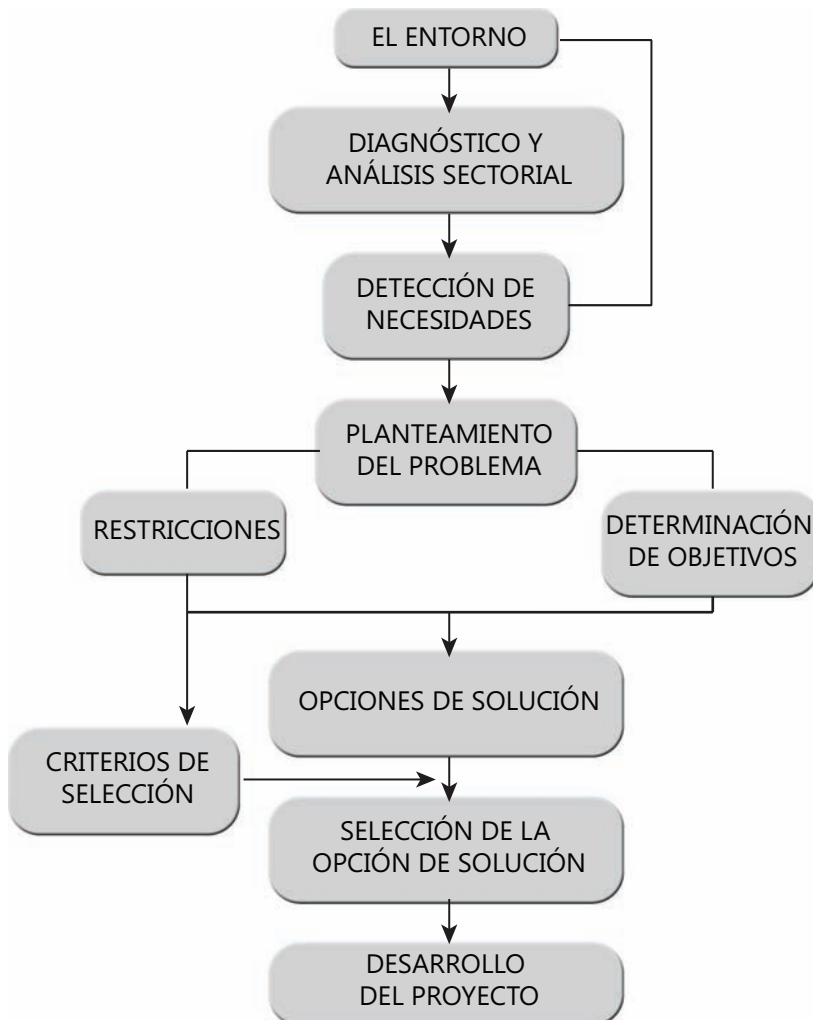 EL ENTORNO
DIAGNÓSTICO Y
ANÁLISIS SECTORIAL
DETECCIÓN DE
NECESIDADES
PLANTEAMIENTO
DEL PROBLEMA
RESTRICCIONES
DETERMINACIÓN
DE OBJETIVOS
OPCIONES DE SOLUCIÓN
CRITERIOS DE
SELECCIÓN
SELECCIÓN DE LA
OPCIÓN DE SOLUCIÓN
DESARROLLO
DEL PROYECTO